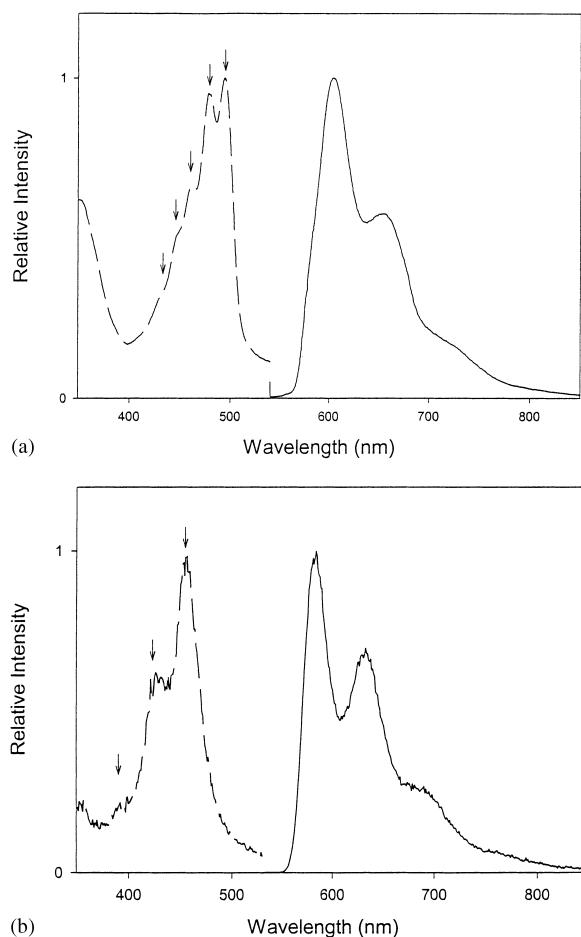 Relative Intensity
1
0
400 500 600 700 800
Wavelength (nm)
(a)
Relative Intensity
1
0
400 500 600 700 800
Wavelength (nm)
(b)